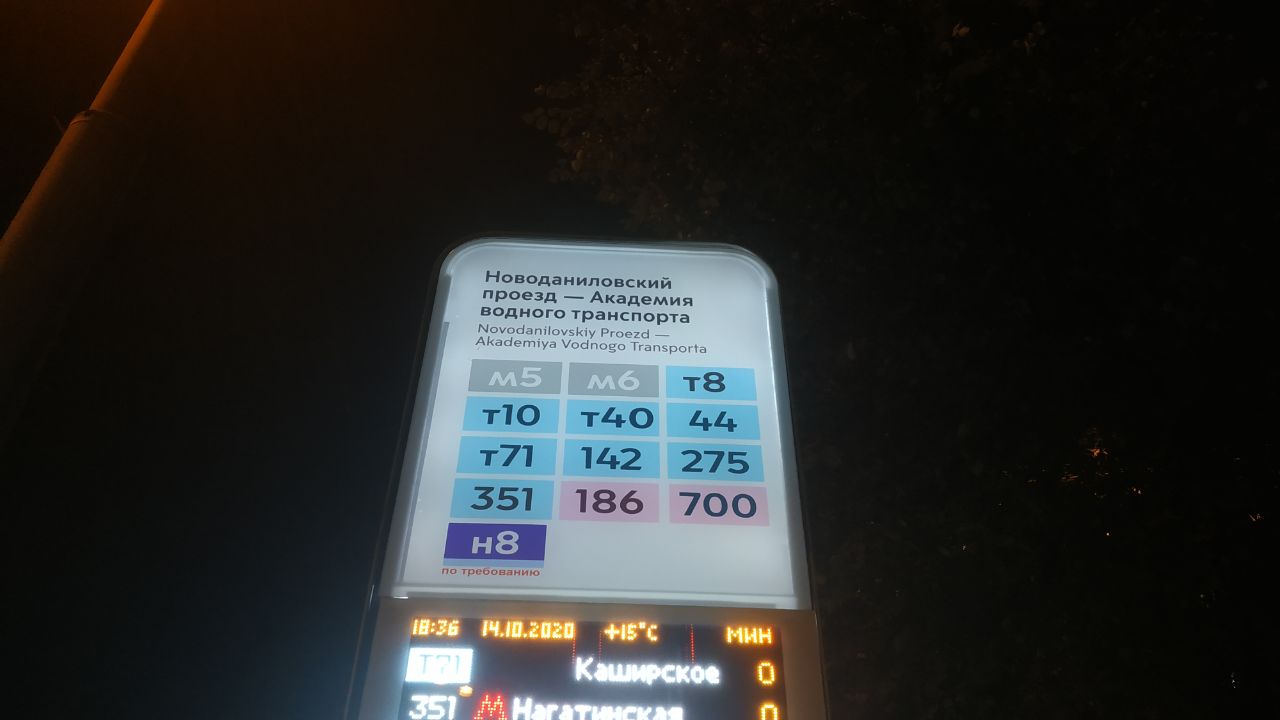 Новоданиловский
проезд — Академия
водного транспорта
Novodanilovskiy Proezd —
Akademiya Vodnogo Transporta
м5 м6 т8
т10 т40 44
т71 142 275
351 186 700
н8
по требованию
18:36 14.10.2020 +15°C МИН
Т71 Каширское 0
351 Нагатинская 0